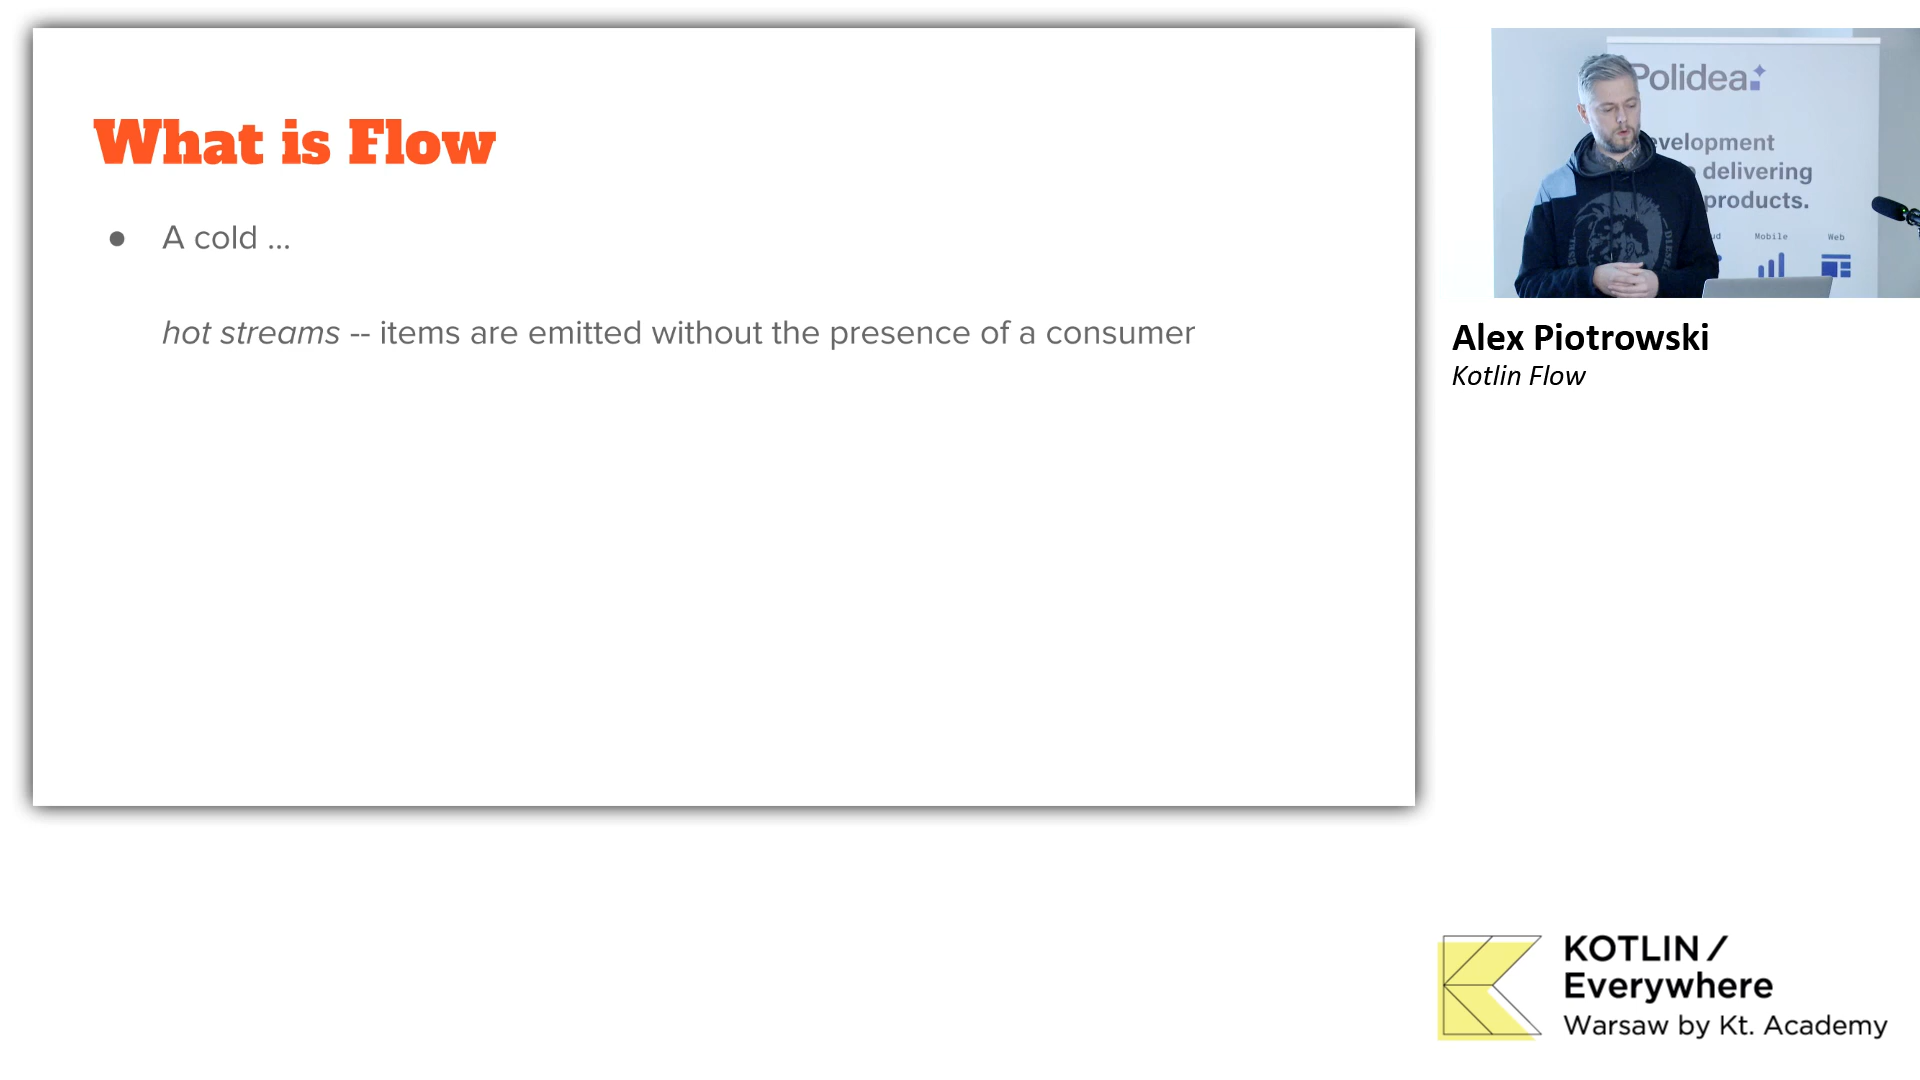 What is Flow
● A cold ...
hot streams -- items are emitted without the presence of a consumer
Polidea
evelopment
delivering
products.
Mobile
Web
Alex Piotrowski
Kotlin Flow
KOTLIN /
Everywhere
Warsaw by Kt. Academy